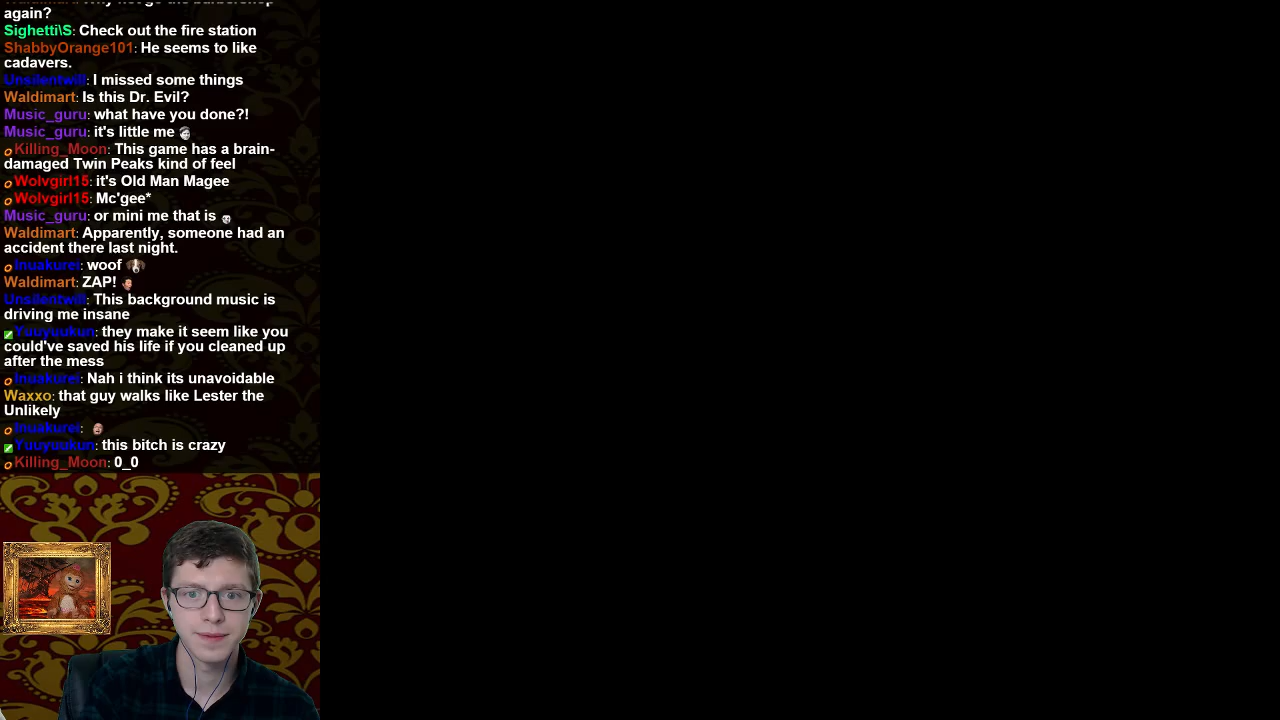 again?
Sighetti\S: Check out the fire station
ShabbyOrange101: He seems to like
cadavers.
Unsilentwill: I missed some things
Waldimart: Is this Dr. Evil?
Music_guru: what have you done?!
Music_guru: it's little me
Killing_Moon: This game has a brain-
damaged Twin Peaks kind of feel
Wolvgirl15: it's Old Man Magee
Wolvgirl15: Mc'gee*
Music_guru: or mini me that is
Waldimart: Apparently, someone had an
accident there last night.
Inuakurei: woof
Waldimart: ZAP!
Unsilentwill: This background music is
driving me insane
Yuuyuukun: they make it seem like you
could've saved his life if you cleaned up
after the mess
Inuakurei: Nah i think its unavoidable
Waxxo: that guy walks like Lester the
Unlikely
Inuakurei:
Yuuyuukun: this bitch is crazy
Killing_Moon: 0_0